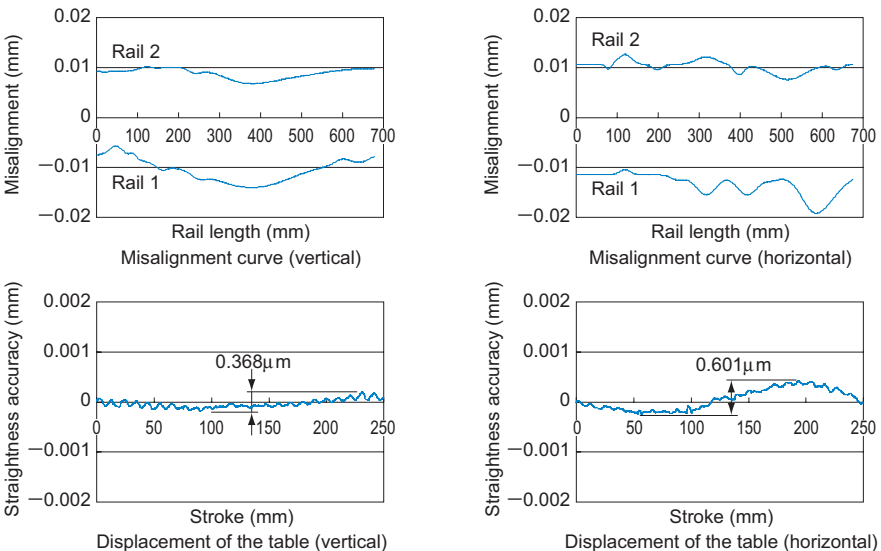 Misalignment (mm)
0.02
0.01
0
−0.01
−0.02
Rail 2
Rail 1
0 100 200 300 400 500 600 700
Rail length (mm)
Misalignment curve (vertical)
Misalignment (mm)
0.02
0.01
0
−0.01
−0.02
Rail 2
Rail 1
0 100 200 300 400 500 600 700
Rail length (mm)
Misalignment curve (horizontal)
Straightness accuracy (mm)
0.002
0.001
0
−0.001
−0.002
0.368μm
0 50 100 150 200 250
Stroke (mm)
Displacement of the table (vertical)
Straightness accuracy (mm)
0.002
0.001
0
−0.001
−0.002
0.601μm
0 50 100 150 200 250
Stroke (mm)
Displacement of the table (horizontal)